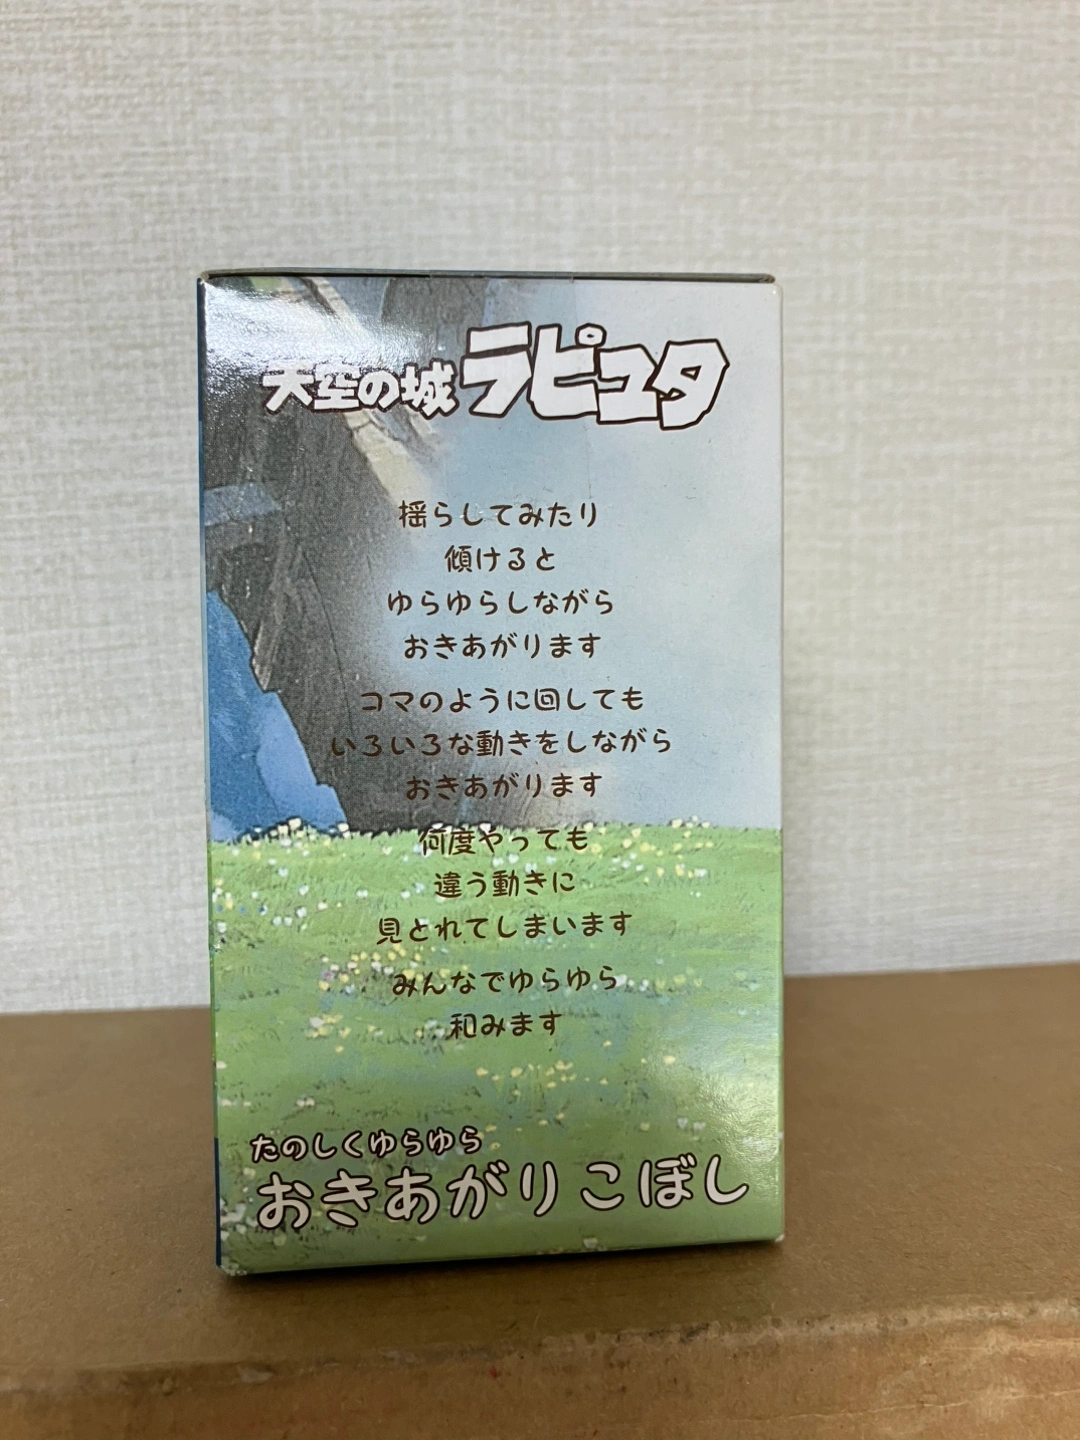 天空の城ラピュタ
揺らしてみたり
傾けると
ゆらゆらしながら
おきあがります
コマのように回しても
いろいろな動きをしながら
おきあがります
何度やっても
違う動きに
見とれてしまいます
みんなでゆらゆら
和みます
たのしくゆらゆら
おきあがりこぼし